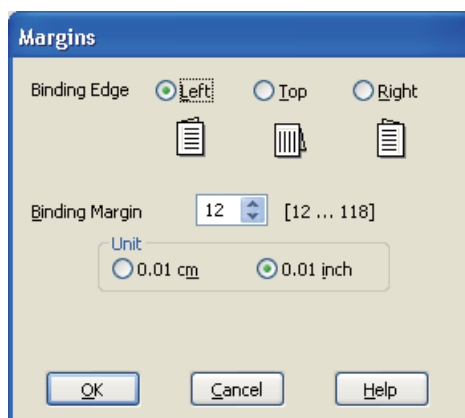 Margins
Binding Edge Left Top Right
Binding Margin 12 [12 ... 118]
Unit
0.01 cm 0.01 inch
OK Cancel Help